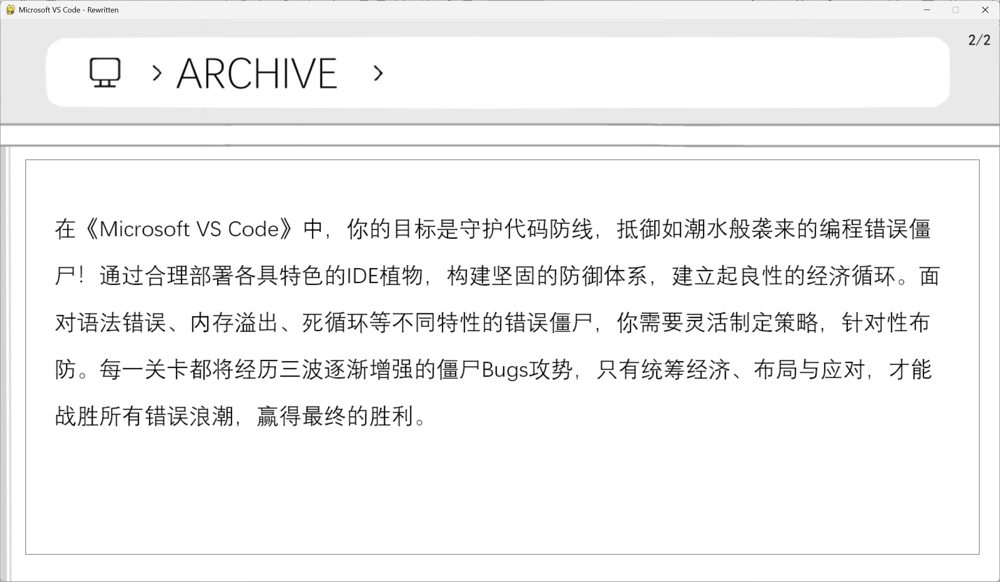 Microsoft VS Code - Rewritten
2/2
> ARCHIVE >
在《Microsoft VS Code》中，你的目标是守护代码防线，抵御如潮水般袭来的编程错误僵
尸！通过合理部署各具特色的IDE植物，构建坚固的防御体系，建立起良性的经济循环。面
对语法错误、内存溢出、死循环等不同特性的错误僵尸，你需要灵活制定策略，针对性布
防。每一关卡都将经历三波逐渐增强的僵尸Bugs攻势，只有统筹经济、布局与应对，才能
战胜所有错误浪潮，赢得最终的胜利。